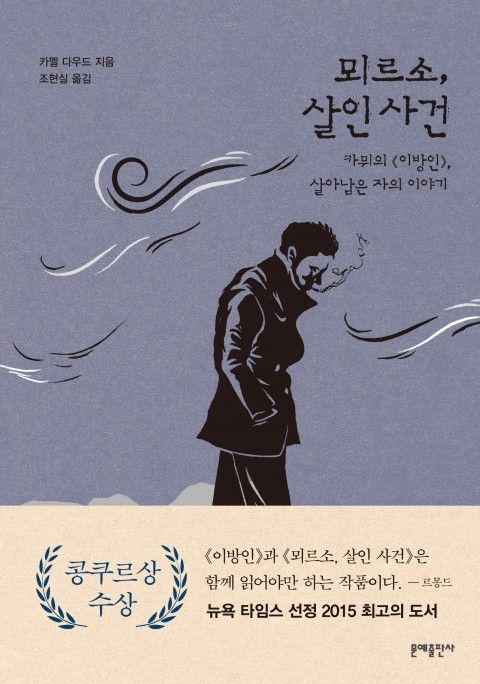 카멜 다우드 지음
조현실 옮김
뫼르소,
살인 사건
카뮈의 《이방인》,
살아남은 자의 이야기
콩쿠르상
수상
《이방인》과 《뫼르소, 살인 사건》은
함께 읽어야만 하는 작품이다. — 르몽드
뉴욕 타임스 선정 2015 최고의 도서
문예출판사